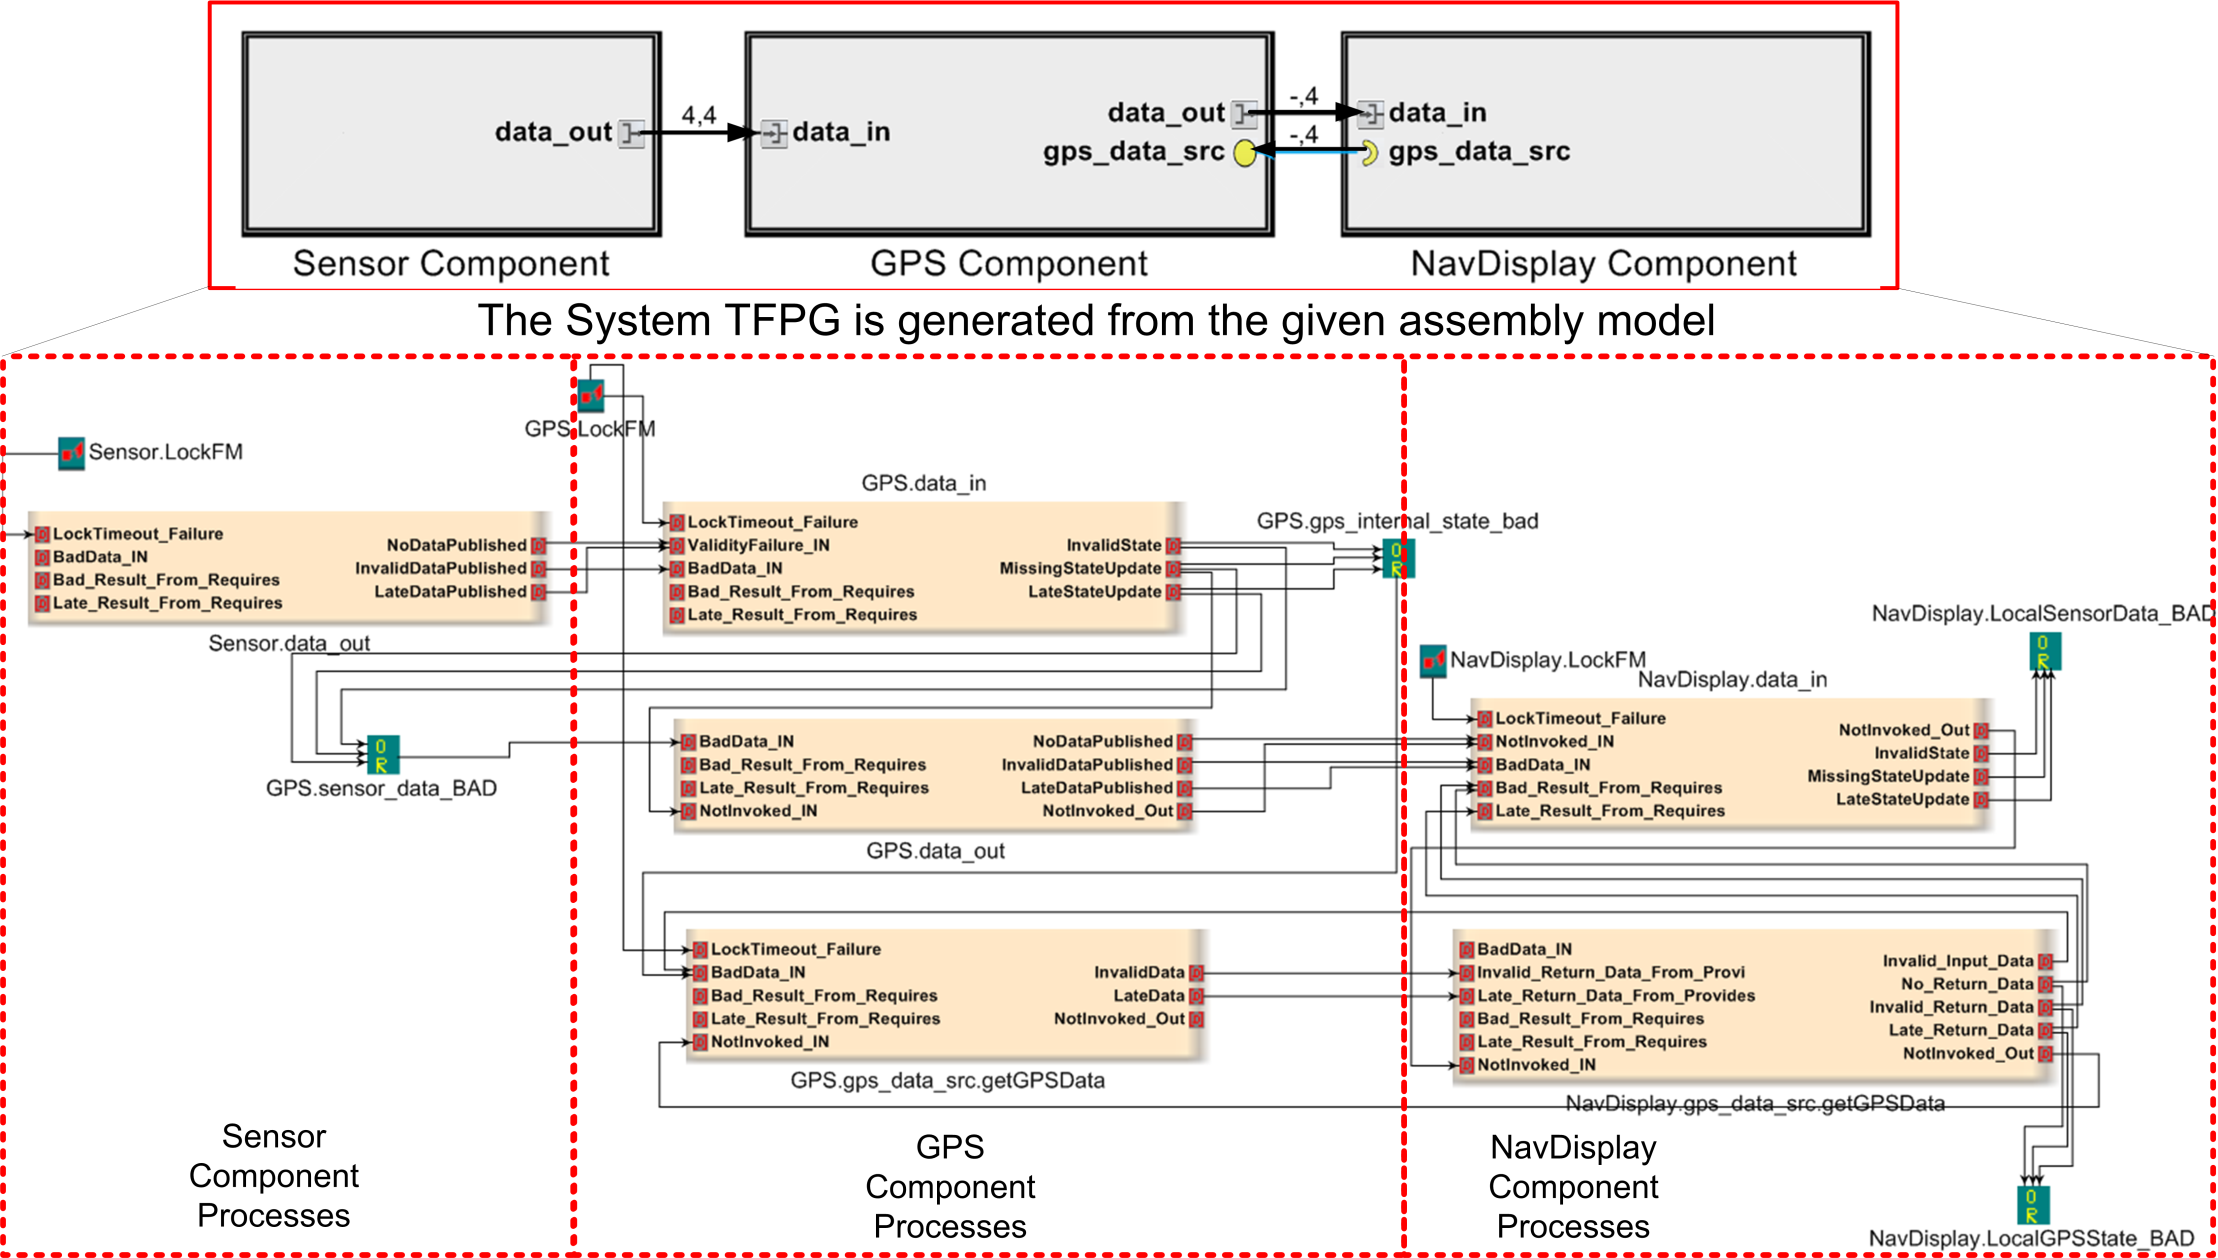 data_out
4,4
data_in
data_out
-,4
data_in
gps_data_src
-,4
gps_data_src
Sensor Component
GPS Component
NavDisplay Component
The System TFPG is generated from the given assembly model
Sensor.LockFM
LockTimeout_Failure
BadData_IN
Bad_Result_From_Requires
Late_Result_From_Requires
NoDataPublished
InvalidDataPublished
LateDataPublished
Sensor.data_out
OR
GPS.sensor_data_BAD
Sensor
Component
Processes
GPS.LockFM
GPS.data_in
LockTimeout_Failure
ValidityFailure_IN
BadData_IN
Bad_Result_From_Requires
Late_Result_From_Requires
InvalidState
MissingStateUpdate
LateStateUpdate
GPS.gps_internal_state_bad
OR
BadData_IN
Bad_Result_From_Requires
Late_Result_From_Requires
NotInvoked_IN
NoDataPublished
InvalidDataPublished
LateDataPublished
NotInvoked_Out
GPS.data_out
LockTimeout_Failure
BadData_IN
Bad_Result_From_Requires
Late_Result_From_Requires
NotInvoked_IN
InvalidData
LateData
NotInvoked_Out
GPS.gps_data_src.getGPSData
GPS
Component
Processes
NavDisplay.LocalSensorData_BAD
OR
NavDisplay.LockFM
NavDisplay.data_in
LockTimeout_Failure
NotInvoked_IN
BadData_IN
Bad_Result_From_Requires
Late_Result_From_Requires
NotInvoked_Out
InvalidState
MissingStateUpdate
LateStateUpdate
BadData_IN
Invalid_Return_Data_From_Provi
Late_Return_Data_From_Provides
Bad_Result_From_Requires
Late_Result_From_Requires
NotInvoked_IN
Invalid_Input_Data
No_Return_Data
Invalid_Return_Data
Late_Return_Data
NotInvoked_Out
NavDisplay.gps_data_src.getGPSData
NavDisplay
Component
Processes
OR
NavDisplay.LocalGPSState_BAD